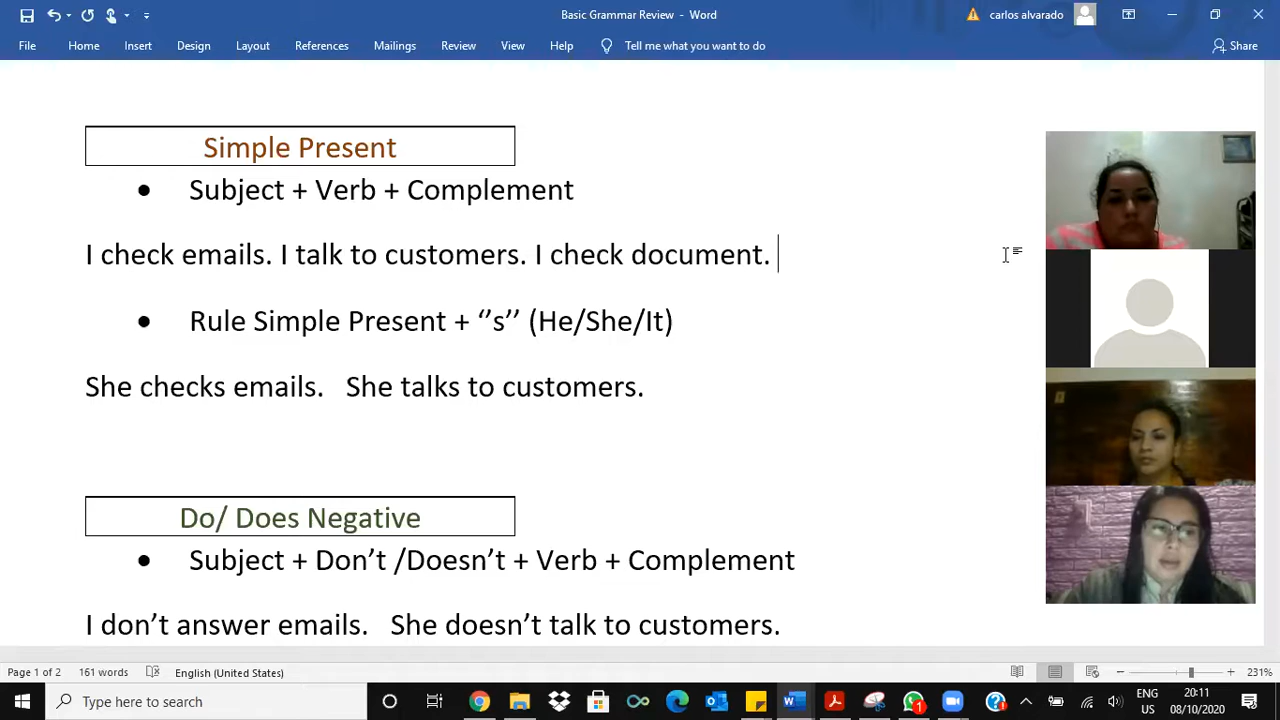 Basic Grammar Review - Word
carlos alvarado
File Home Insert Design Layout References Mailings Review View Help Tell me what you want to do Share
Simple Present
• Subject + Verb + Complement
I check emails. I talk to customers. I check document.
• Rule Simple Present + ‘’s’’ (He/She/It)
She checks emails. She talks to customers.
Do/ Does Negative
• Subject + Don’t /Doesn’t + Verb + Complement
I don’t answer emails. She doesn’t talk to customers.
Page 1 of 2 161 words English (United States) 231%
Type here to search
1
ENG
US
20:11
08/10/2020